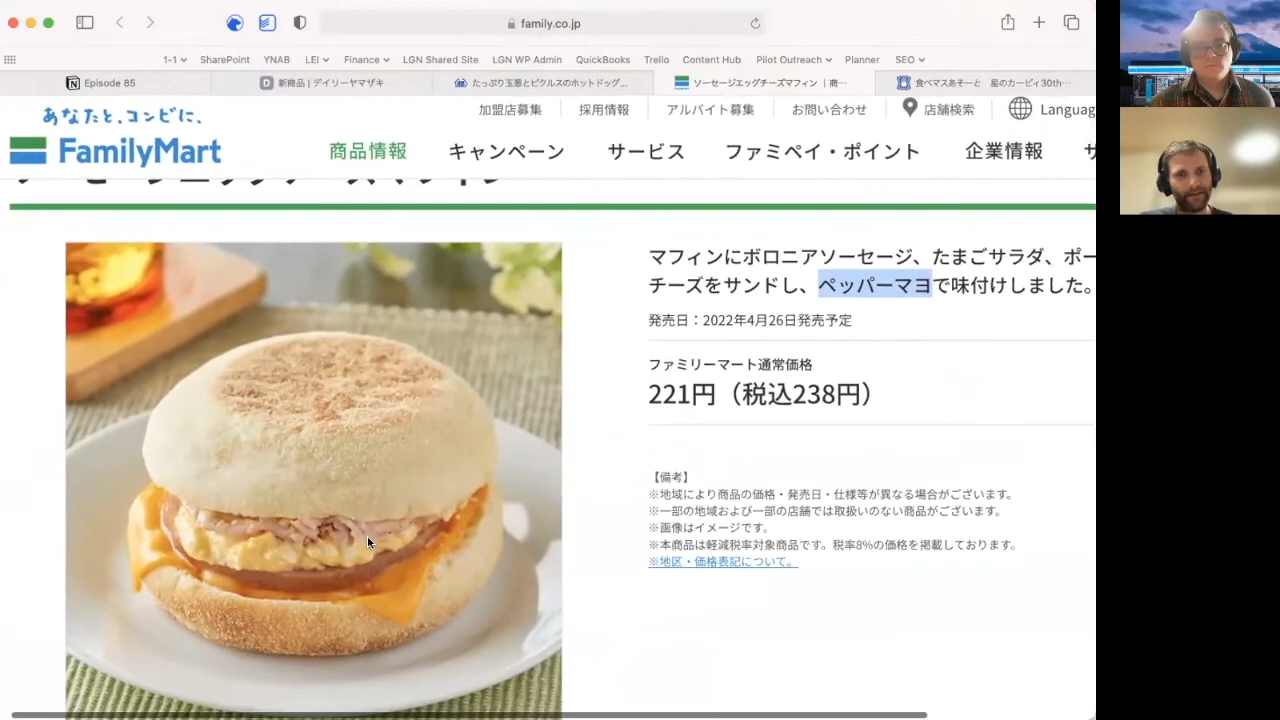 family.co.jp
1-1 SharePoint YNAB LEI Finance LGN Shared Site LGN WP Admin QuickBooks Trello Content Hub Pilot Outreach Planner SEO
Episode 85
新商品 | デイリーヤマザキ
たっぷり玉葱とピクルスのホットドッグ...
ソーセージエッグチーズマフィン | 商...
食べマスあそーと 星のカービィ30th...
あなたと、コンビに、
FamilyMart
加盟店募集 採用情報 アルバイト募集 お問い合わせ 店舗検索 Languag
商品情報 キャンペーン サービス ファミペイ・ポイント 企業情報 サ
マフィンにボロニアソーセージ、たまごサラダ、ポー
チーズをサンドし、ペッパーマヨで味付けしました。
発売日：2022年4月26日発売予定
ファミリーマート通常価格
221円（税込238円）
【備考】
※地域により商品の価格・発売日・仕様等が異なる場合がございます。
※一部の地域および一部の店舗では取扱いのない商品がございます。
※画像はイメージです。
※本商品は軽減税率対象商品です。税率8%の価格を掲載しております。
※地区・価格表記について。